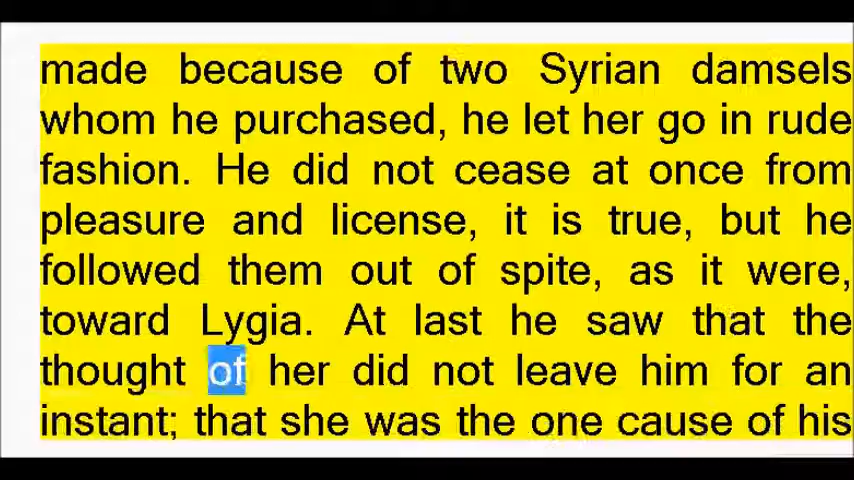 made because of two Syrian damsels
whom he purchased, he let her go in rude
fashion. He did not cease at once from
pleasure and license, it is true, but he
followed them out of spite, as it were,
toward Lygia. At last he saw that the
thought of her did not leave him for an
instant; that she was the one cause of his